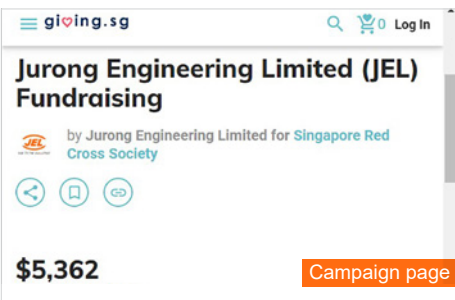 giving.sg
0 Log In
Jurong Engineering Limited (JEL)
Fundraising
JEL
by Jurong Engineering Limited for Singapore Red
Cross Society
$5,362
Campaign page